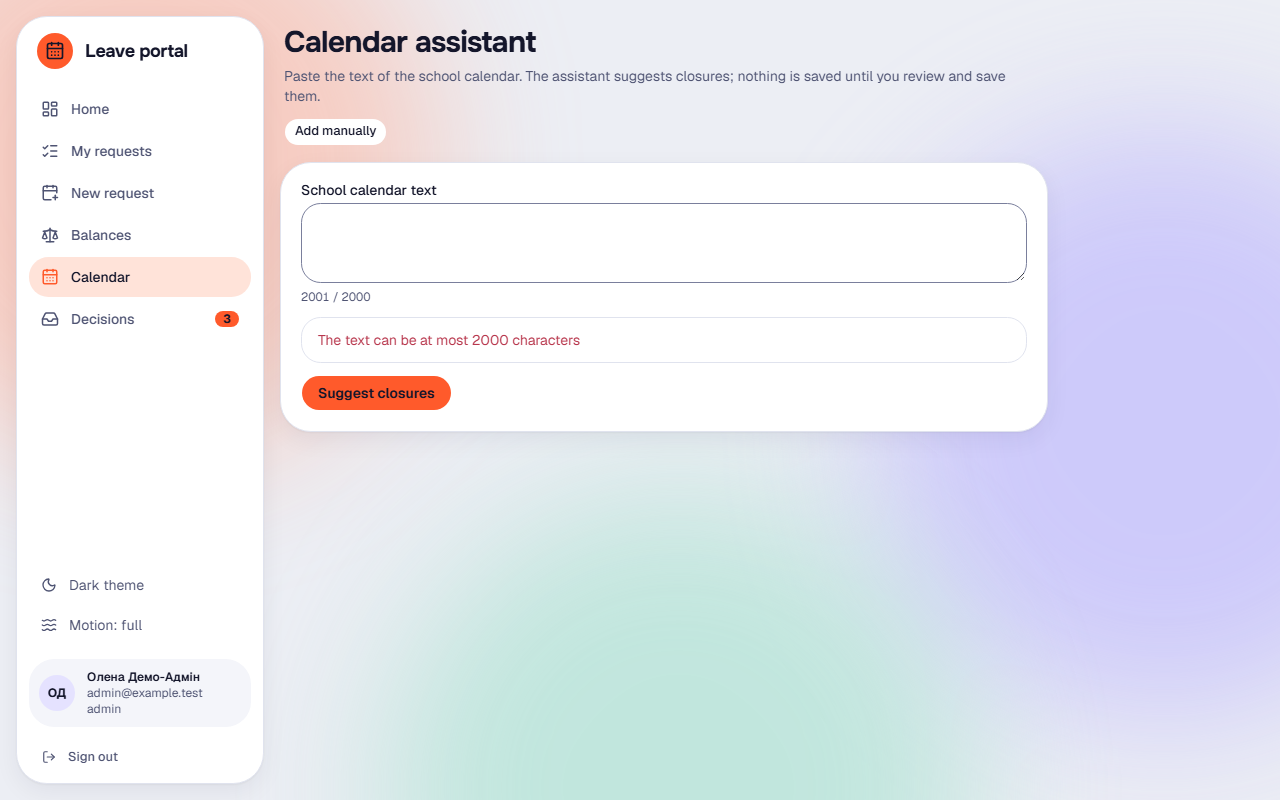 Leave portal
Home
My requests
New request
Balances
Calendar
Decisions 3
Dark theme
Motion: full
ОД
Олена Демо-Адмін
admin@example.test
admin
Sign out
Calendar assistant
Paste the text of the school calendar. The assistant suggests closures; nothing is saved until you review and save
them.
Add manually
School calendar text
2001 / 2000
The text can be at most 2000 characters
Suggest closures